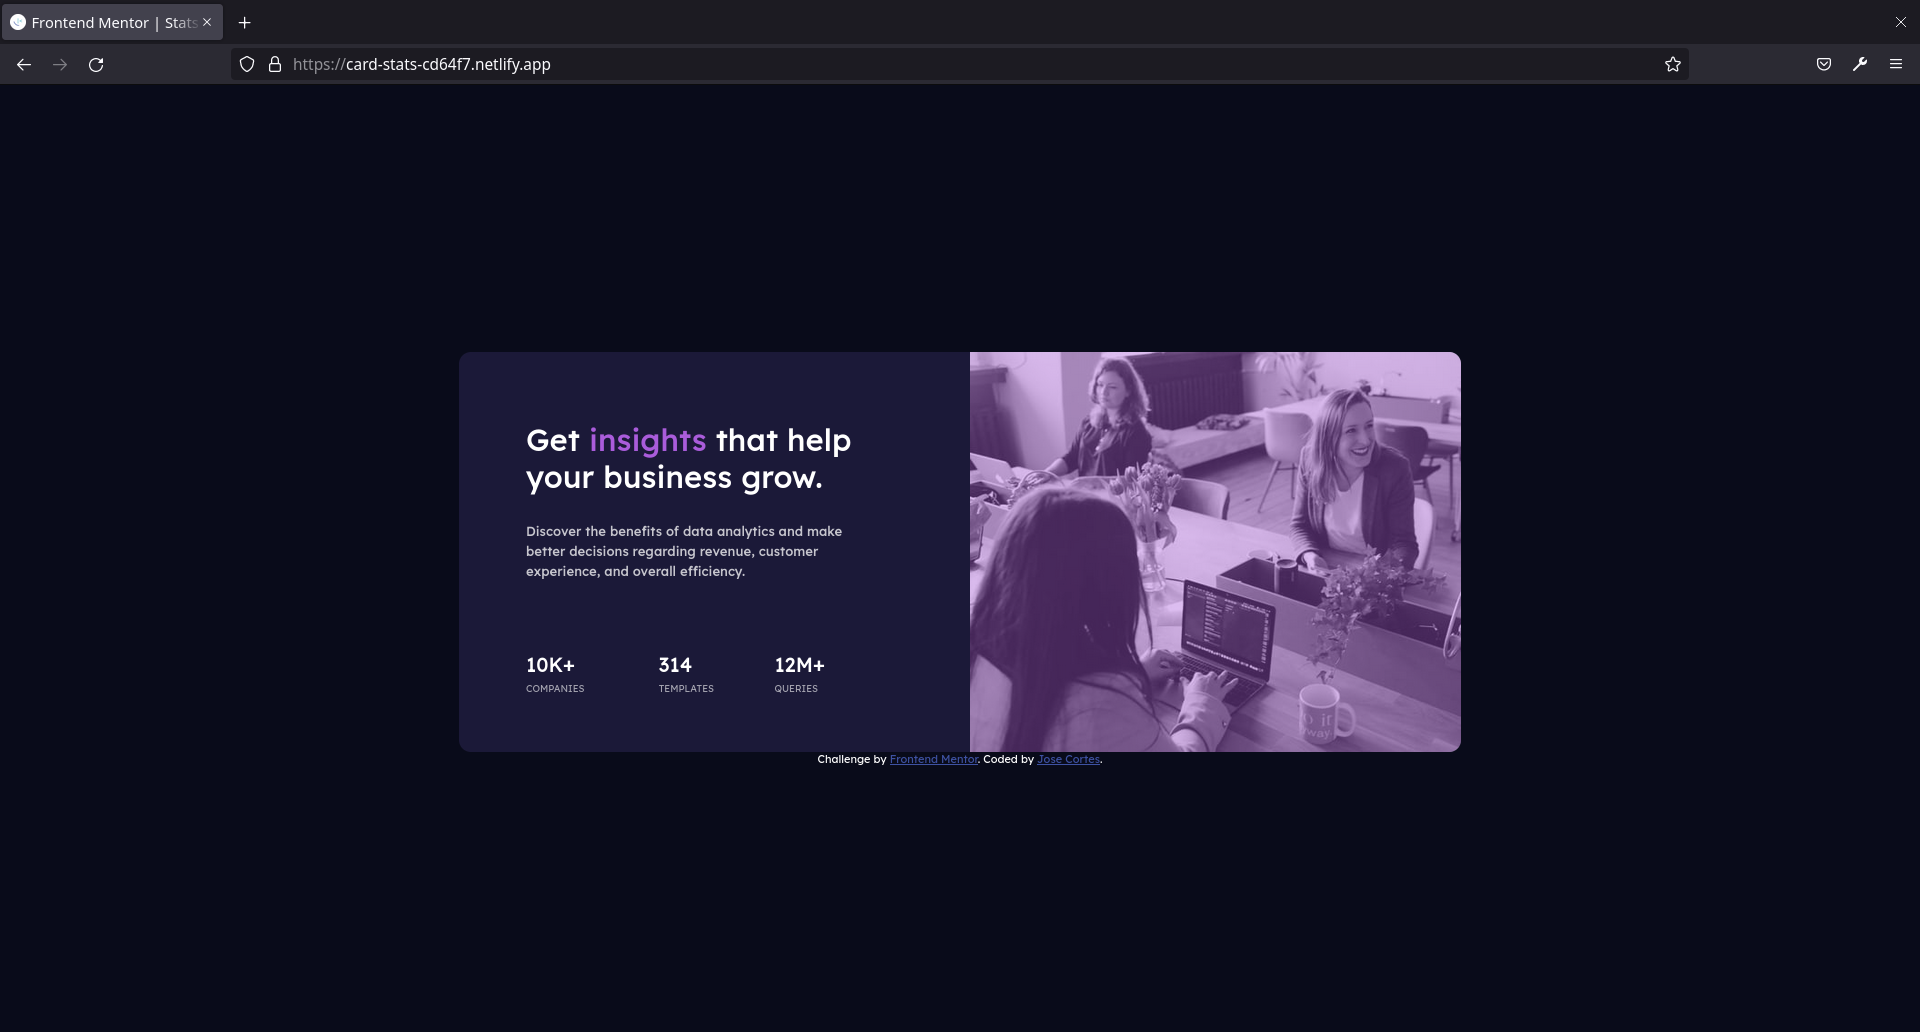 Frontend Mentor | Stats
https://card-stats-cd64f7.netlify.app
Get insights that help
your business grow.
Discover the benefits of data analytics and make
better decisions regarding revenue, customer
experience, and overall efficiency.
10K+ 314 12M+
COMPANIES TEMPLATES QUERIES
Challenge by Frontend Mentor. Coded by Jose Cortes.